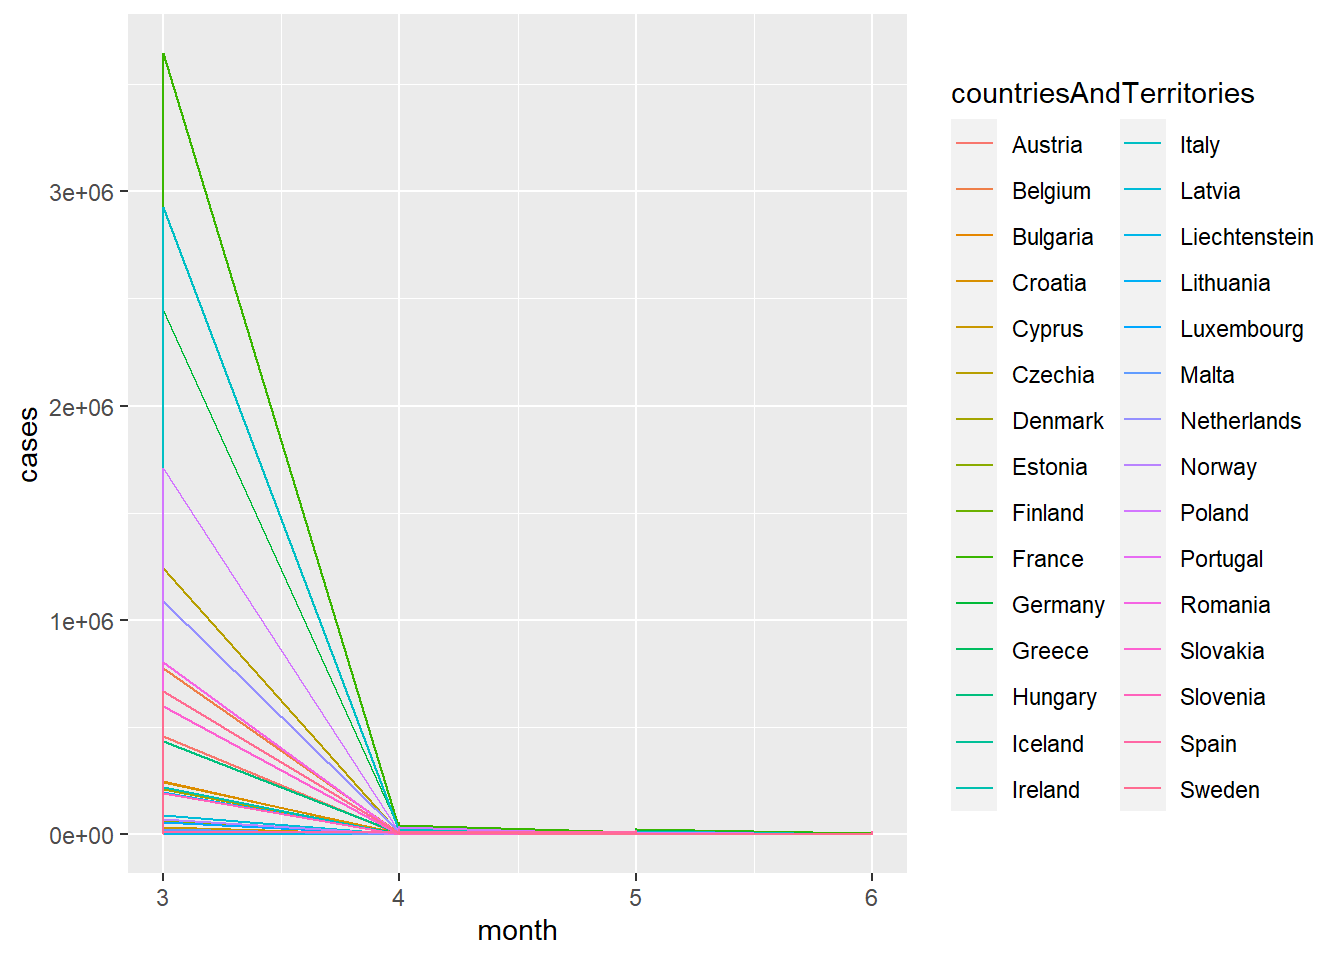 3e+06
2e+06
1e+06
0e+00
cases
3 4 5 6
month
countriesAndTerritories
Austria
Belgium
Bulgaria
Croatia
Cyprus
Czechia
Denmark
Estonia
Finland
France
Germany
Greece
Hungary
Iceland
Ireland
Italy
Latvia
Liechtenstein
Lithuania
Luxembourg
Malta
Netherlands
Norway
Poland
Portugal
Romania
Slovakia
Slovenia
Spain
Sweden